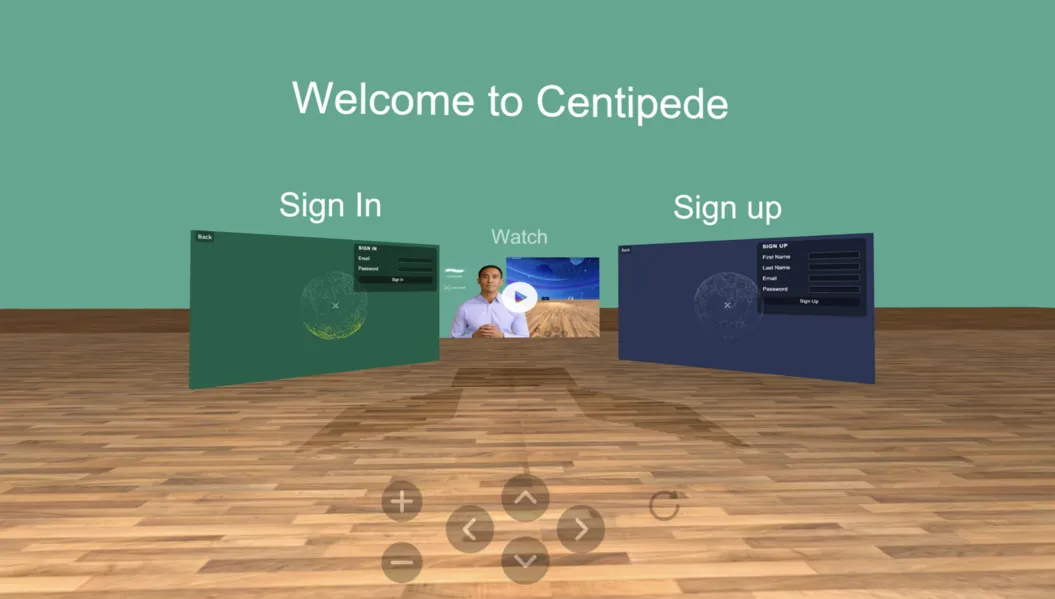 Welcome to Centipede
Sign In
Sign up
Watch
Back
SIGN IN
Email
Password
Sign in
Back
SIGN UP
First Name
Last Name
Email
Password
Sign Up